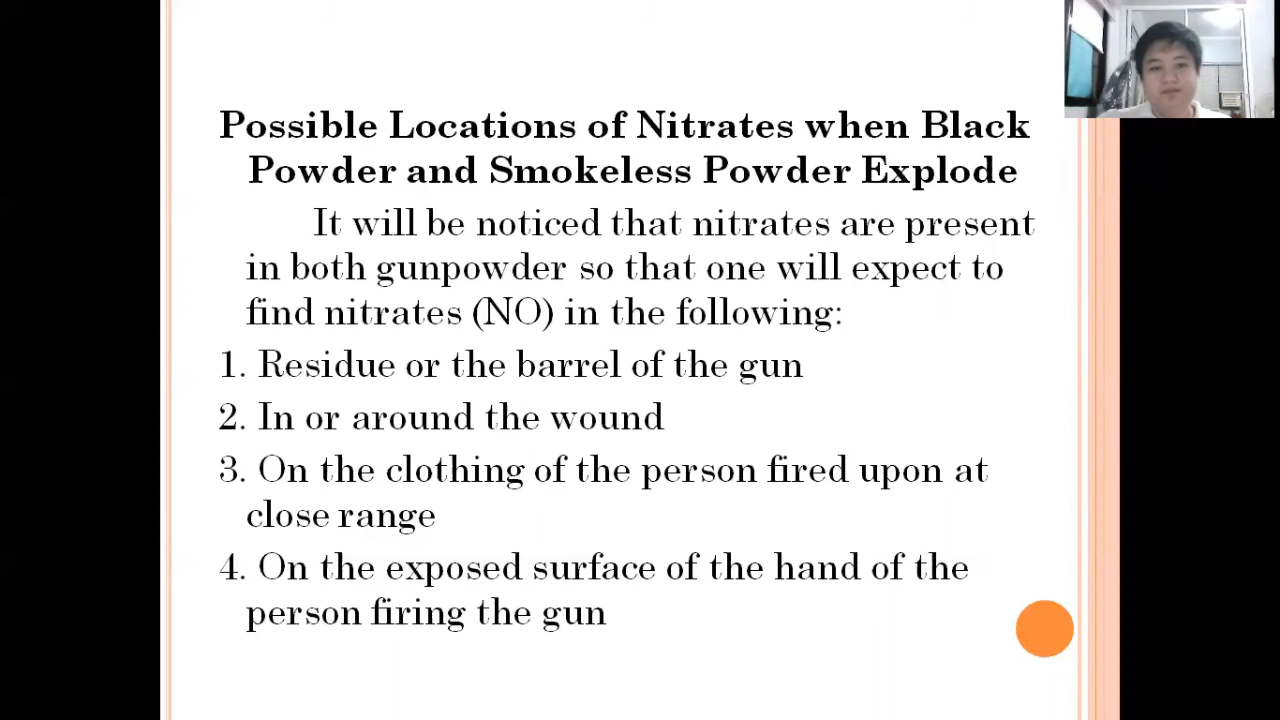 Possible Locations of Nitrates when Black
Powder and Smokeless Powder Explode
It will be noticed that nitrates are present
in both gunpowder so that one will expect to
find nitrates (NO) in the following:
1. Residue or the barrel of the gun
2. In or around the wound
3. On the clothing of the person fired upon at
close range
4. On the exposed surface of the hand of the
person firing the gun